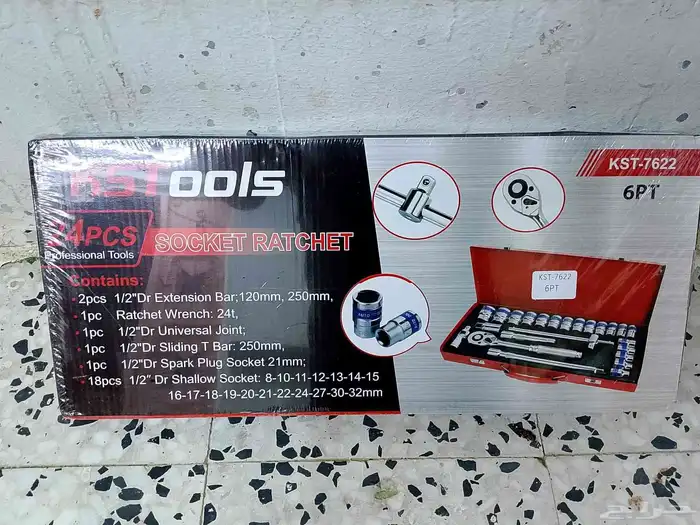 KSTools
KST-7622
6PT
24PCS
Professional Tools
SOCKET RATCHET
Contains:
2pcs 1/2"Dr Extension Bar;120mm, 250mm,
1pc Ratchet Wrench: 24t,
1pc 1/2"Dr Universal Joint;
1pc 1/2"Dr Sliding T Bar: 250mm,
1pc 1/2"Dr Spark Plug Socket 21mm;
18pcs 1/2"Dr Shallow Socket: 8-10-11-12-13-14-15
16-17-18-19-20-21-22-24-27-30-32mm
KST-7622
6PT
حراج